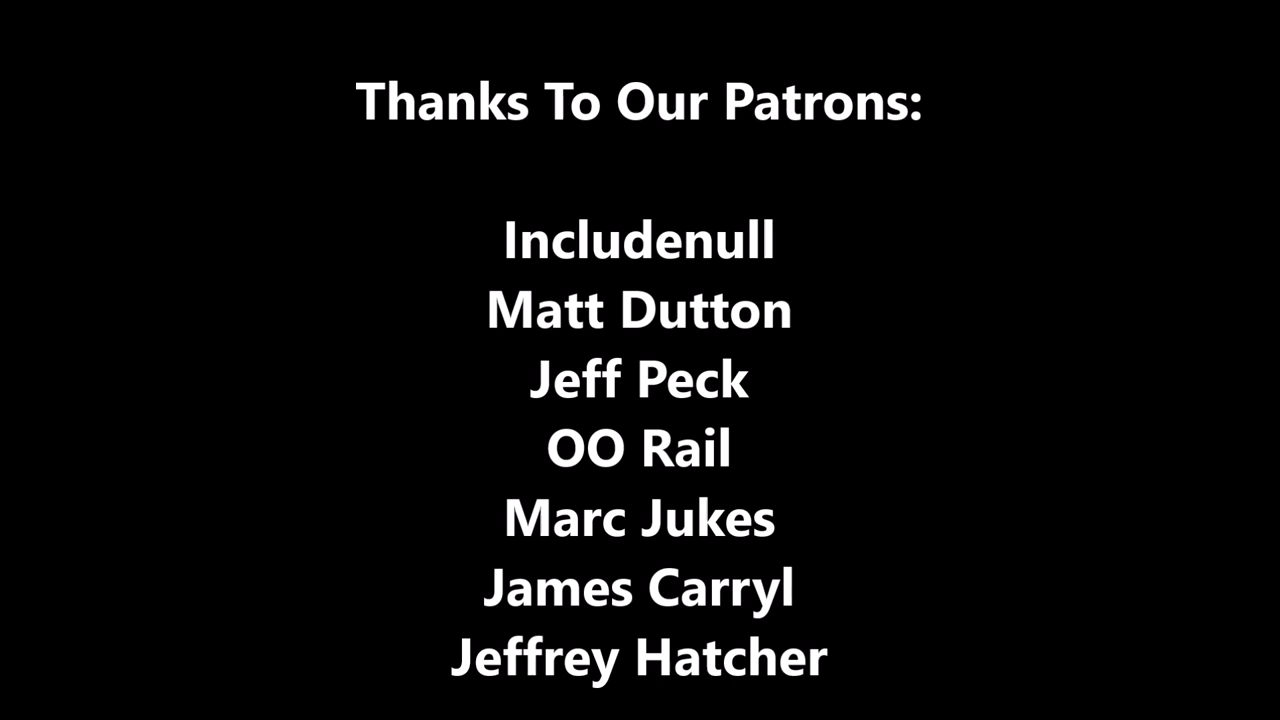 Thanks To Our Patrons:
Includenull
Matt Dutton
Jeff Peck
OO Rail
Marc Jukes
James Carryl
Jeffrey Hatcher